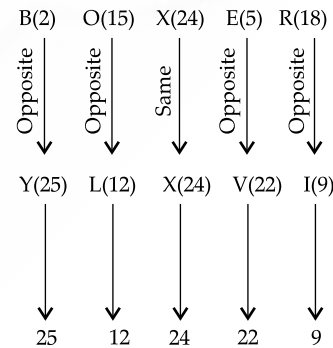 B(2) O(15) X(24) E(5) R(18)
Opposite Opposite Same Opposite Opposite
Y(25) L(12) X(24) V(22) I(9)
25 12 24 22 9